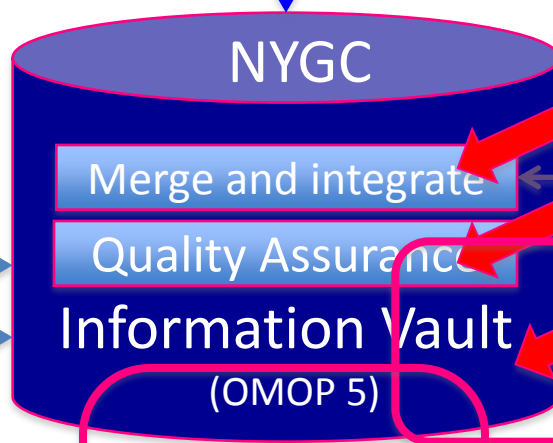 NYGC
Merge and integrate
Quality Assurance
Information Vault
(OMOP 5)